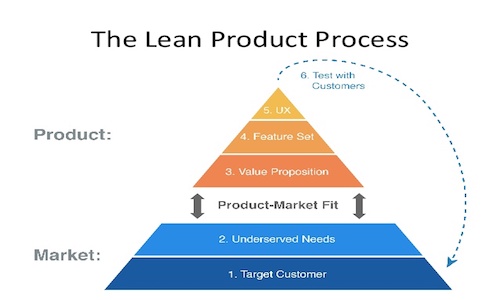 The Lean Product Process
6. Test with
Customers
5. UX
Product:
4. Feature Set
3. Value Proposition
Product-Market Fit
2. Underserved Needs
Market:
1. Target Customer